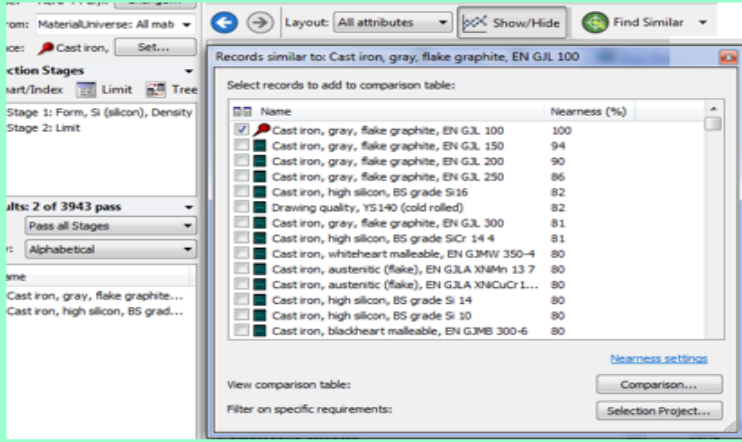 from: MaterialUniverse: All mat
Layout: All attributes Show/Hide Find Similar
Cast iron, Set...
Records similar to: Cast iron, gray, flake graphite, EN GJL 100
ction Stages
Select records to add to comparison table:
hart/Index Limit Tree
Name Nearness (%)
Stage 1: Form, Si (silicon), Density
Stage 2: Limit
Cast iron, gray, flake graphite, EN GJL 100 100
Cast iron, gray, flake graphite, EN GJL 150 94
Cast iron, gray, flake graphite, EN GJL 200 90
Cast iron, gray, flake graphite, EN GJL 250 86
Cast iron, high silicon, BS grade Si16 82
Drawing quality, YS140 (cold rolled) 82
Cast iron, gray, flake graphite, EN GJL 300 81
Cast iron, high silicon, BS grade SiCr 14 4 81
Cast iron, whiteheart malleable, EN GJMW 350-4 80
Cast iron, austenitic (flake), EN GJLA XNiMn 13 7 80
Cast iron, austenitic (flake), EN GJLA XNiCuCr1... 80
Cast iron, high silicon, BS grade Si 14 80
Cast iron, high silicon, BS grade Si 10 80
Cast iron, blackheart malleable, EN GJMB 300-6 80
ults: 2 of 3943 pass
Pass all Stages
Alphabetical
ame
Cast iron, gray, flake graphite...
Cast iron, high silicon, BS grad...
Nearness settings
View comparison table: Comparison...
Filter on specific requirements: Selection Project...